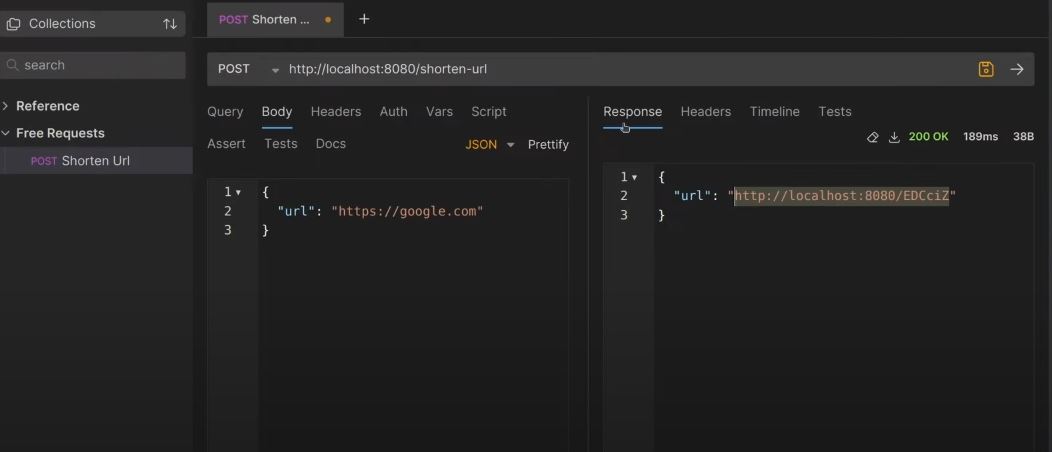 Collections
search
Reference
Free Requests
POST Shorten Url
POST Shorten ...
+
POST http://localhost:8080/shorten-url
Query Body Headers Auth Vars Script
Assert Tests Docs JSON Prettify
1 {
2 "url": "https://google.com"
3 }
Response Headers Timeline Tests
200 OK 189ms 38B
1 {
2 "url": "http://localhost:8080/EDCciZ"
3 }